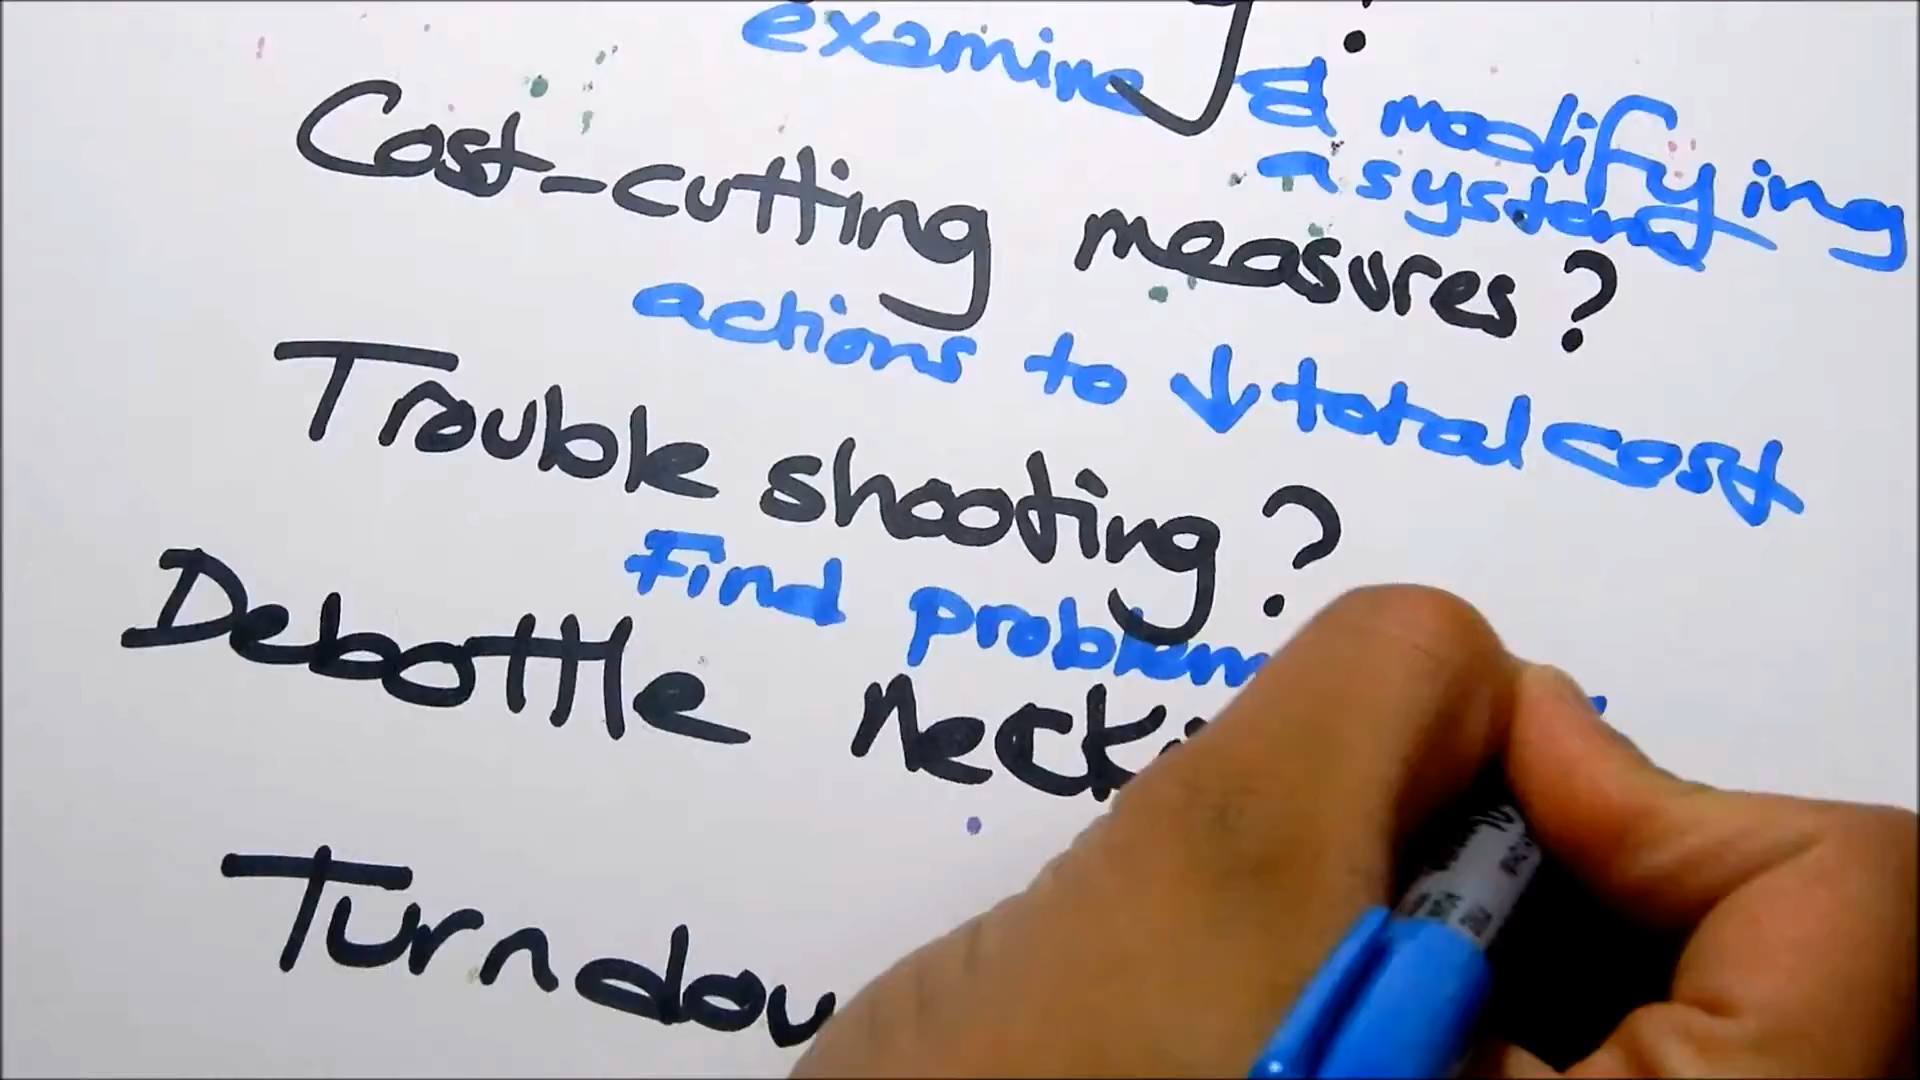 examine & modifying
a system
Cost-cutting measures?
actions to ↓ total cost
Trouble shooting?
Find problem
Debottle neck
Turndow